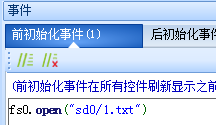 事件
前初始化事件(1) 后初始化事件
(前初始化事件在所有控件刷新显示之前
fs0.open("sd0/1.txt")